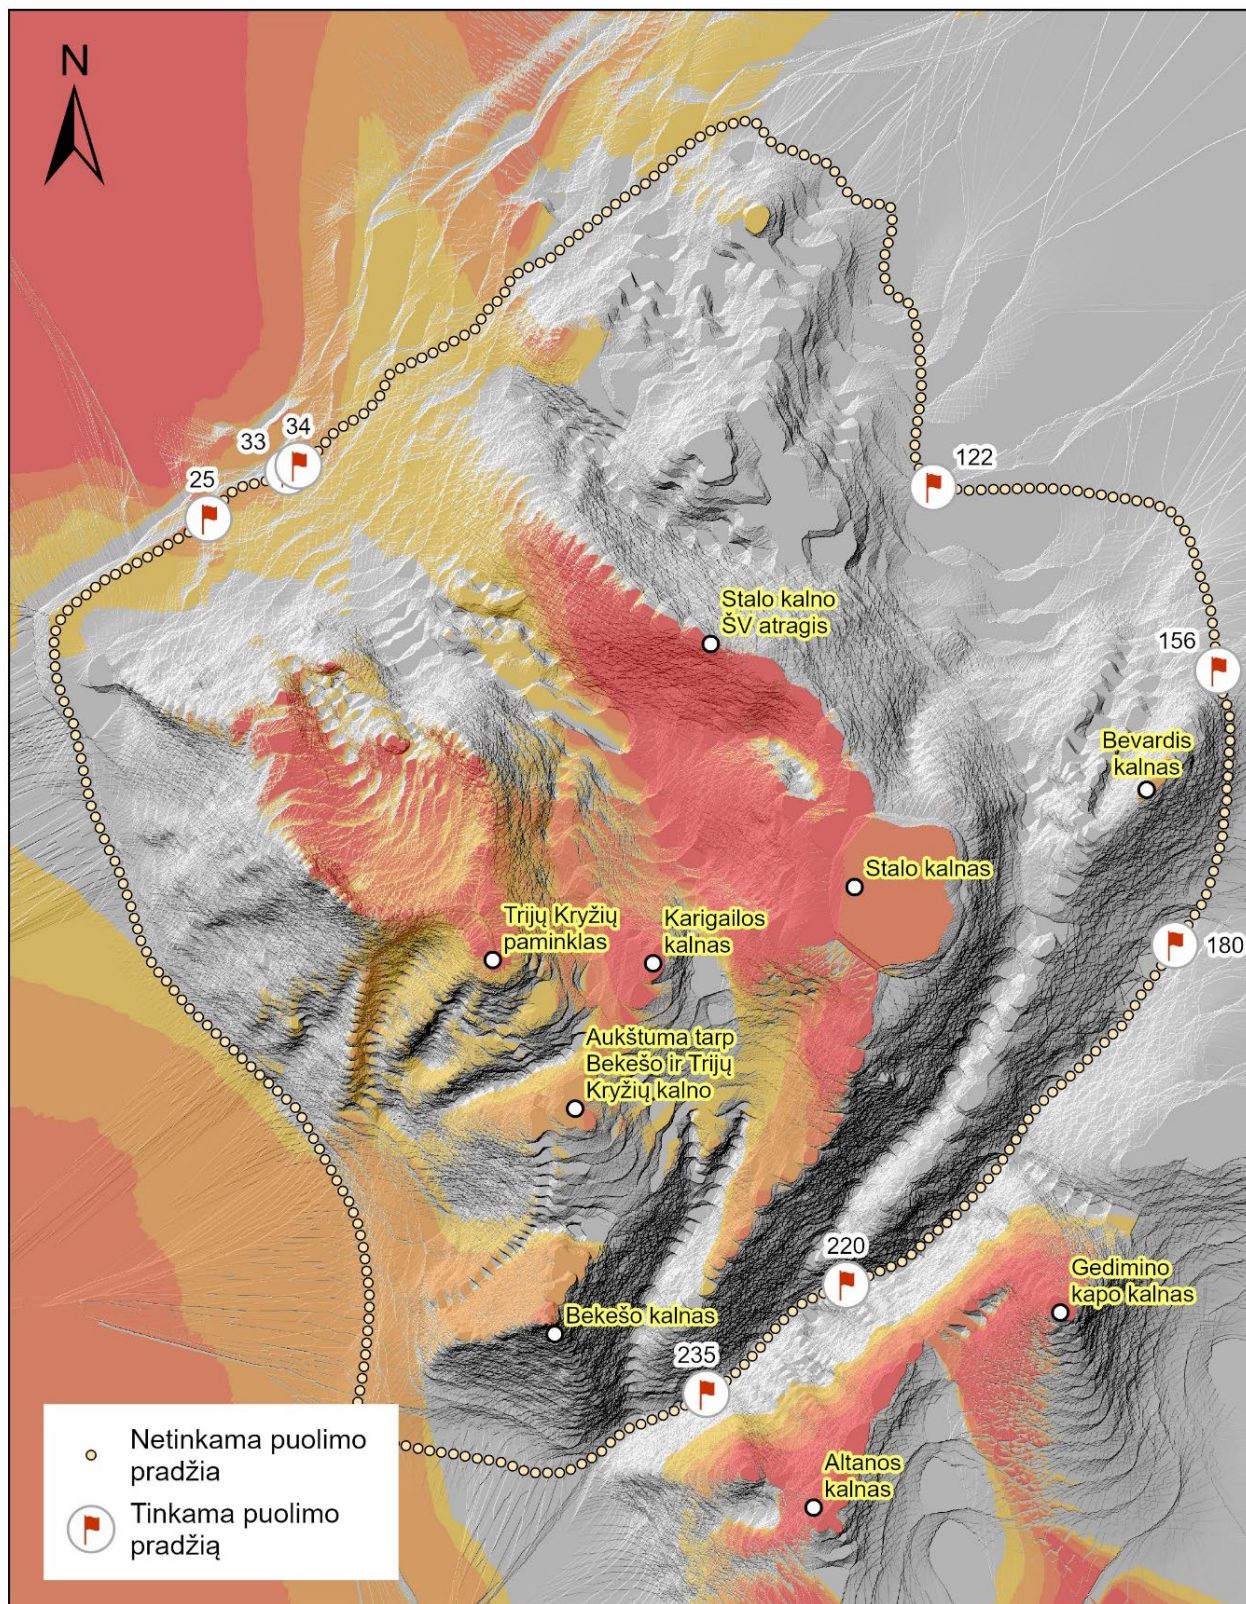 N
34
33
25
122
Stalo kalno
ŠV atragis
156
Bevardis
kalnas
Stalo kalnas
Trijų Kryžių
paminklas
Karigailos
kalnas
180
Aukštuma tarp
Bekešo ir Trijų
Kryžių kalno
220
Gedimino
kapo kalnas
Bekešo kalnas
235
Altanos
kalnas
Netinkama puolimo
pradžia
Tinkama puolimo
pradžią